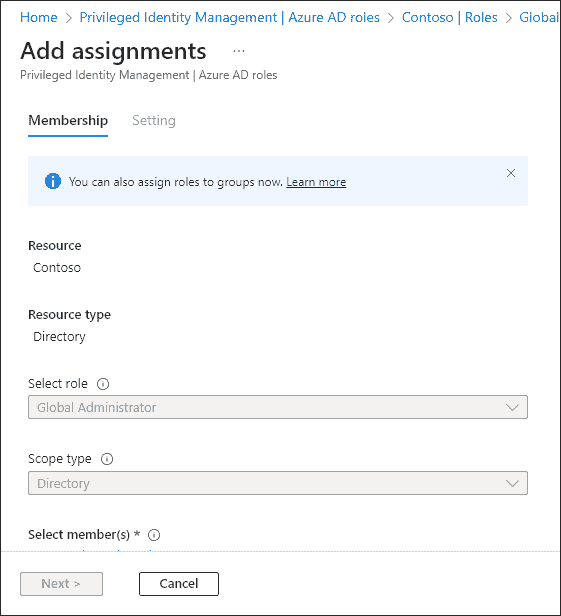 Home > Privileged Identity Management | Azure AD roies > Contoso | Roles > Global
Add assignments ...
Privileged Identity Management | Azure AD roles
Membership Setting
You can also assign roles to groups now. Learn more
Resource
Contoso
Resource type
Directory
Select role
Global Administrator
Scope type
Directory
Select member(s) *
Next > Cancel